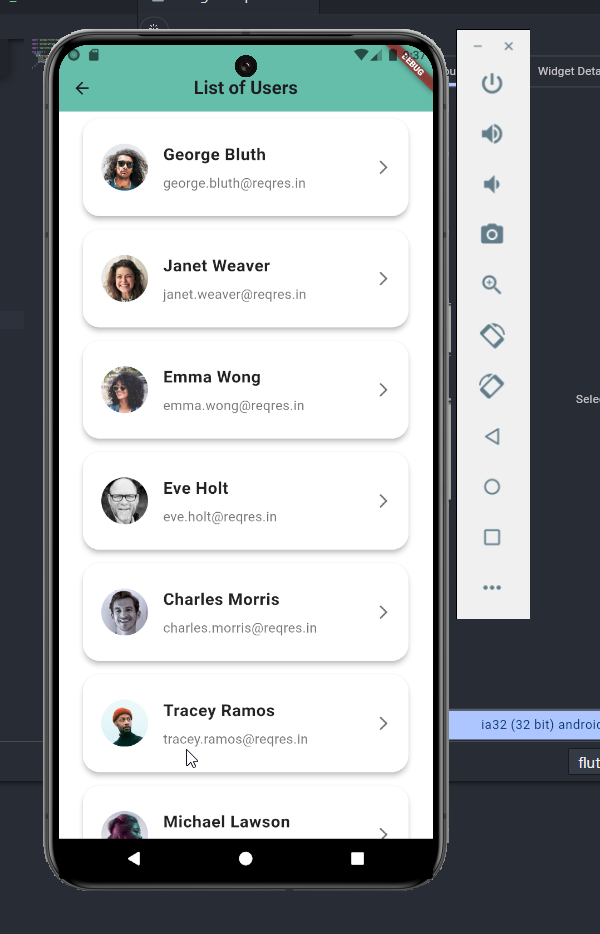 DEBUG
List of Users
Widget Deta
George Bluth
george.bluth@reqres.in
Janet Weaver
janet.weaver@reqres.in
Emma Wong
emma.wong@reqres.in
Sele
Eve Holt
eve.holt@reqres.in
Charles Morris
charles.morris@reqres.in
Tracey Ramos
tracey.ramos@reqres.in
ia32 (32 bit) androi
flut
Michael Lawson